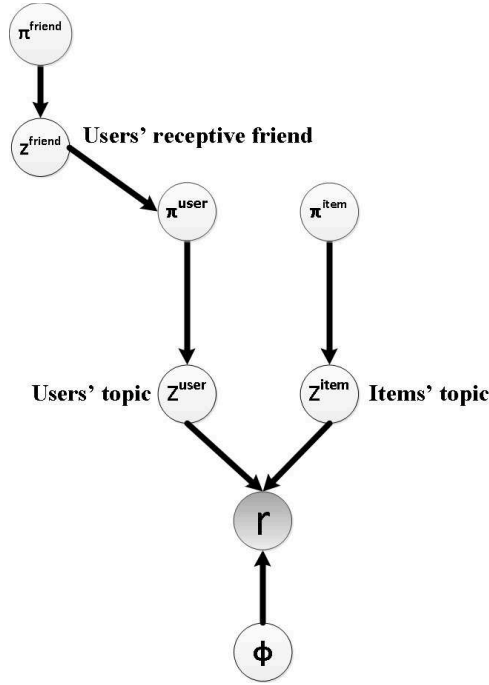 π^friend
z^friend
Users' receptive friend
π^user
π^item
Users' topic
Z^user
Z^item
Items' topic
r
ϕ